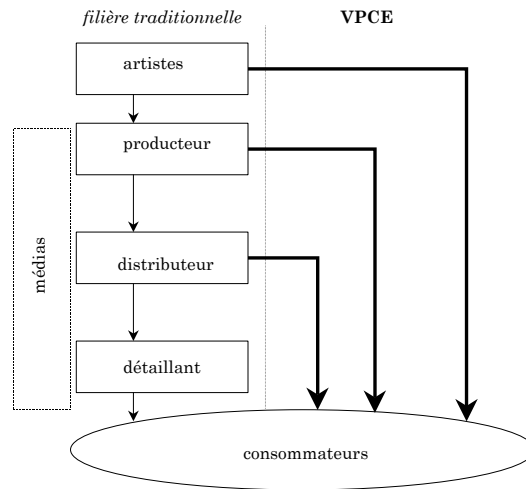 filière traditionnelle
VPCE
artistes
producteur
médias
distributeur
détaillant
consommateurs